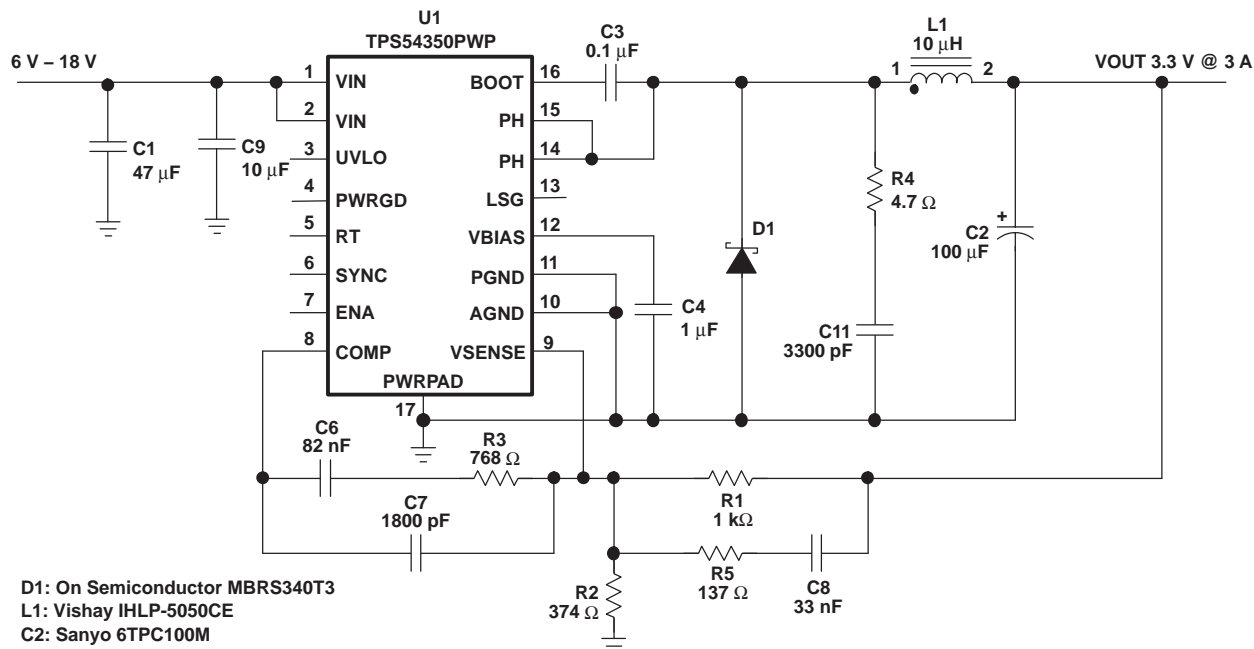 U1
TPS54350PWP
6 V – 18 V
C1
47 μF
C9
10 μF
1
VIN
2
VIN
3
UVLO
4
PWRGD
5
RT
6
SYNC
7
ENA
8
COMP
BOOT
16
PH
15
PH
14
LSG
13
VBIAS
12
PGND
11
AGND
10
VSENSE
9
PWRPAD
17
C3
0.1 μF
L1
10 μH
1
2
VOUT 3.3 V @ 3 A
R4
4.7 Ω
D1
+
C2
100 μF
C4
1 μF
C11
3300 pF
C6
82 nF
R3
768 Ω
C7
1800 pF
R1
1 kΩ
R5
137 Ω
C8
33 nF
R2
374 Ω
D1: On Semiconductor MBRS340T3
L1: Vishay IHLP-5050CE
C2: Sanyo 6TPC100M